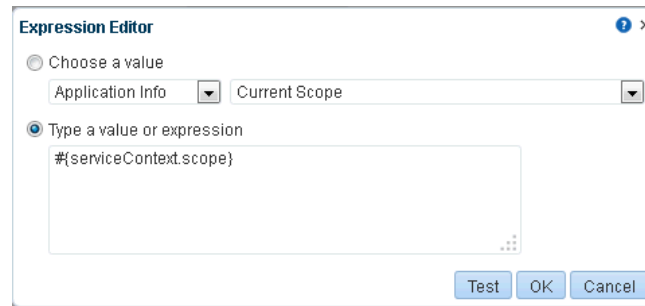 Expression Editor
Choose a value
Application Info Current Scope
Type a value or expression
#{serviceContext.scope}
Test OK Cancel